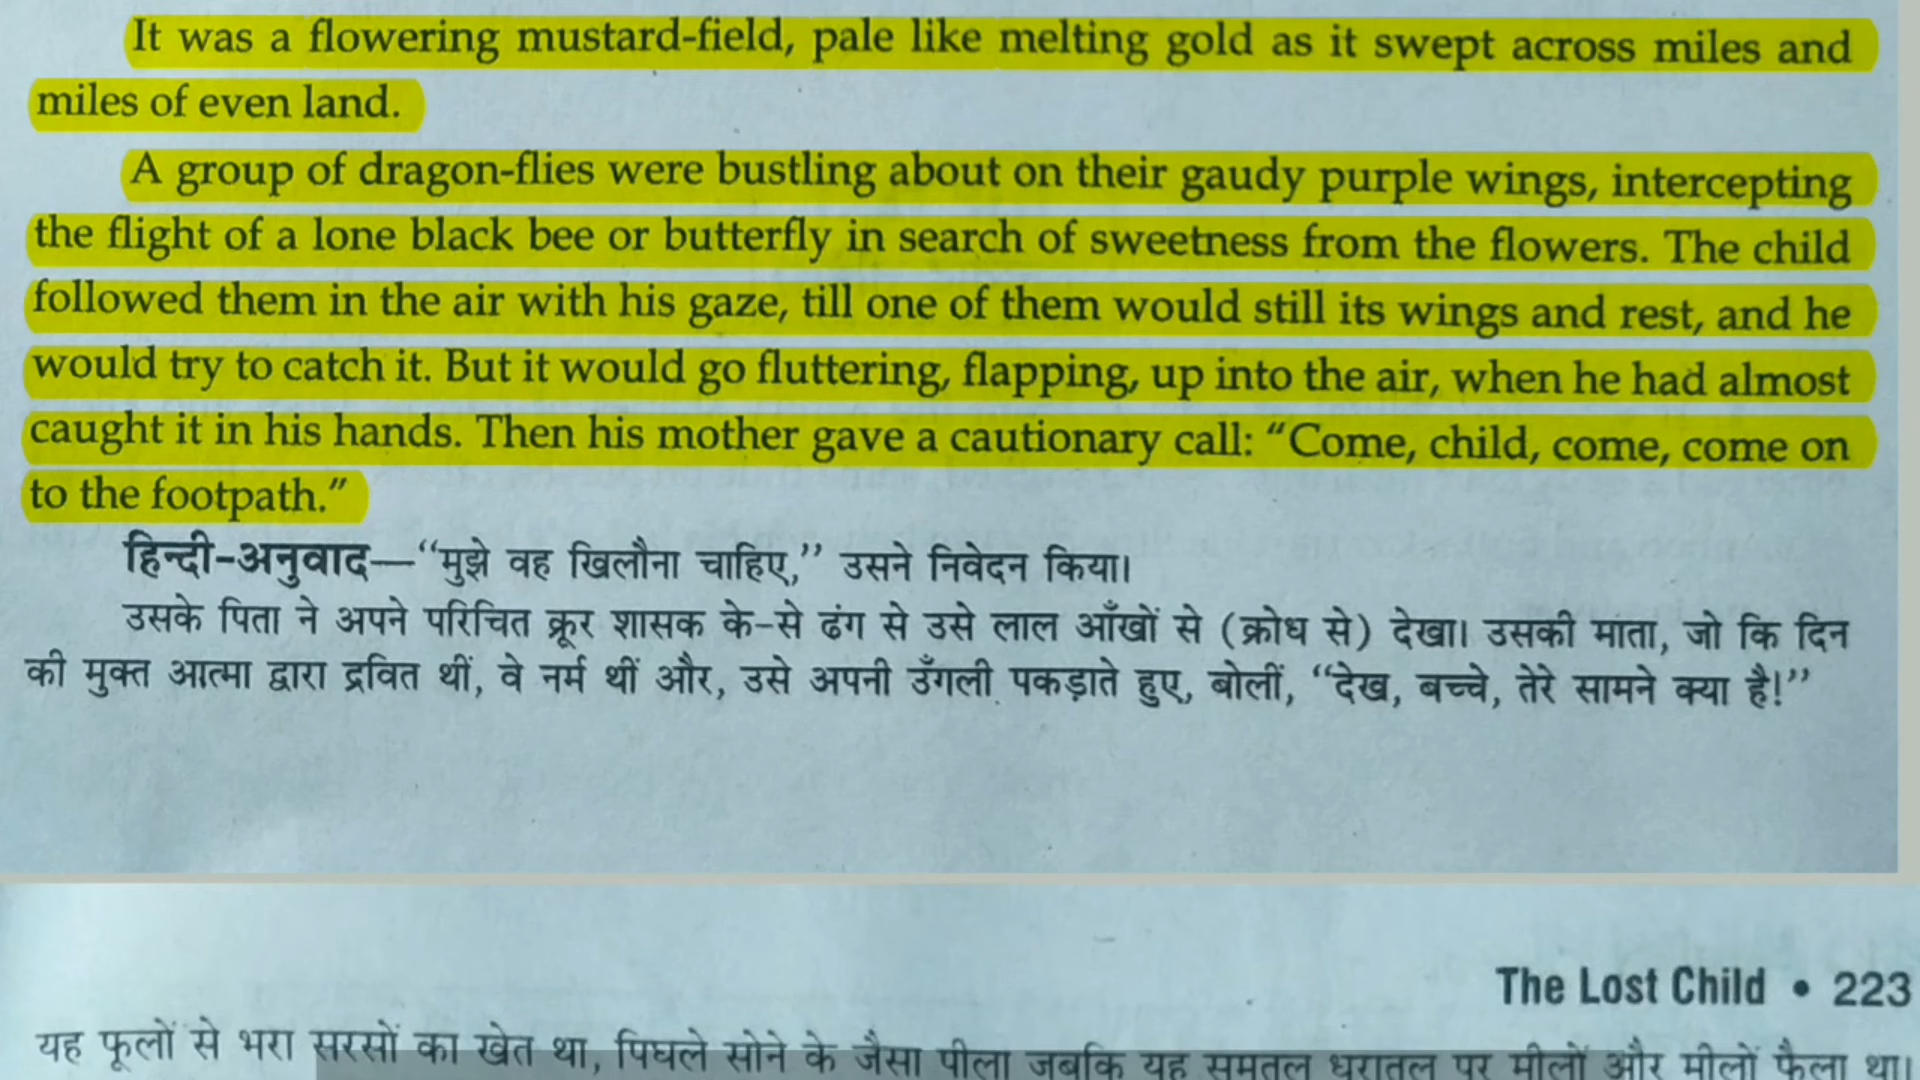 It was a flowering mustard-field, pale like melting gold as it swept across miles and
miles of even land.
A group of dragon-flies were bustling about on their gaudy purple wings, intercepting
the flight of a lone black bee or butterfly in search of sweetness from the flowers. The child
followed them in the air with his gaze, till one of them would still its wings and rest, and he
would try to catch it. But it would go fluttering, flapping, up into the air, when he had almost
caught it in his hands. Then his mother gave a cautionary call: “Come, child, come, come on
to the footpath.”
हिन्दी-अनुवाद—“मुझे वह खिलौना चाहिए,” उसने निवेदन किया।
उसके पिता ने अपने परिचित क्रूर शासक के-से ढंग से उसे लाल आँखों से (क्रोध से) देखा। उसकी माता, जो कि दिन
की मुक्त आत्मा द्वारा द्रवित थीं, वे नर्म थीं और, उसे अपनी उँगली पकड़ाते हुए, बोलीं, “देख, बच्चे, तेरे सामने क्या है!”
The Lost Child • 223
यह फूलों से भरा सरसों का खेत था, पिघले सोने के जैसा पीला जबकि यह समतल धरातल पर मीलों और मीलों फैला था।